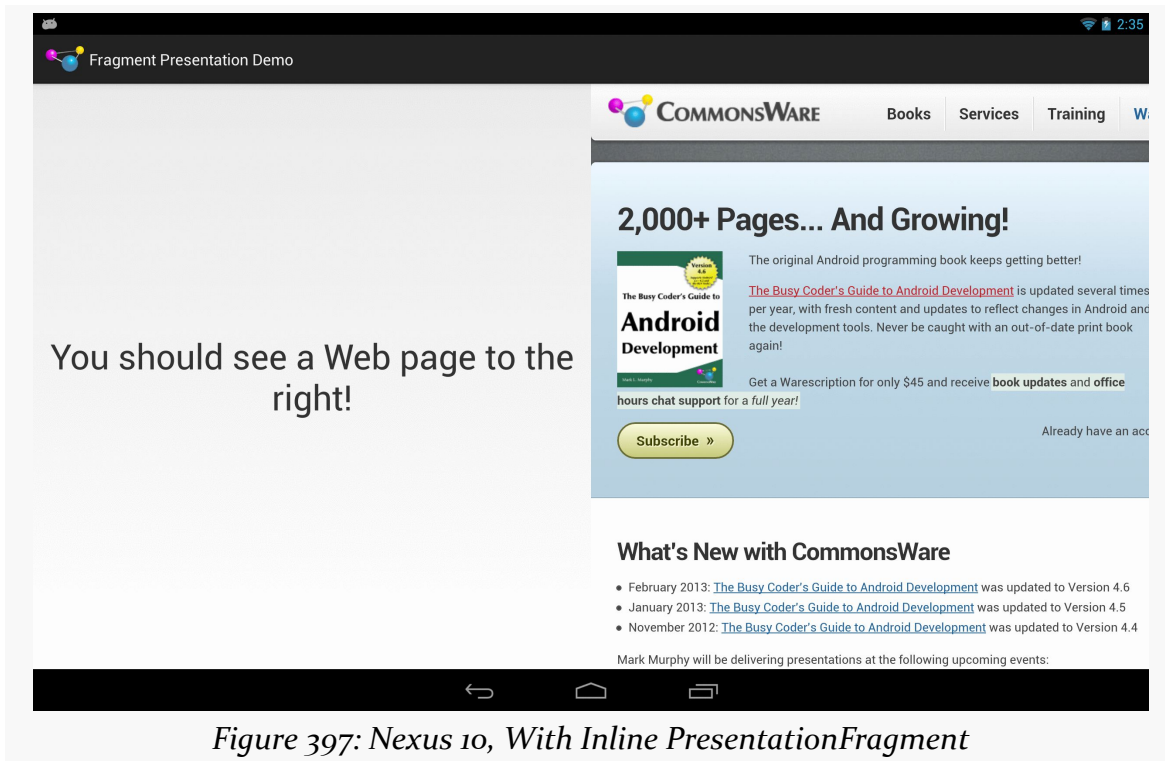 2:35
Fragment Presentation Demo
You should see a Web page to the
right!
COMMONSWARE
Books Services Training Wa
2,000+ Pages... And Growing!
Version
4.6
The Busy Coder's Guide to
Android
Development
Mark L. Murphy
CommonsWare
The original Android programming book keeps getting better!
The Busy Coder's Guide to Android Development is updated several times
per year, with fresh content and updates to reflect changes in Android and
the development tools. Never be caught with an out-of-date print book
again!
Get a Warescription for only $45 and receive book updates and office
hours chat support for a full year!
Subscribe »
Already have an acc
What's New with CommonsWare
• February 2013: The Busy Coder's Guide to Android Development was updated to Version 4.6
• January 2013: The Busy Coder's Guide to Android Development was updated to Version 4.5
• November 2012: The Busy Coder's Guide to Android Development was updated to Version 4.4
Mark Murphy will be delivering presentations at the following upcoming events:
Figure 397: Nexus 10, With Inline PresentationFragment